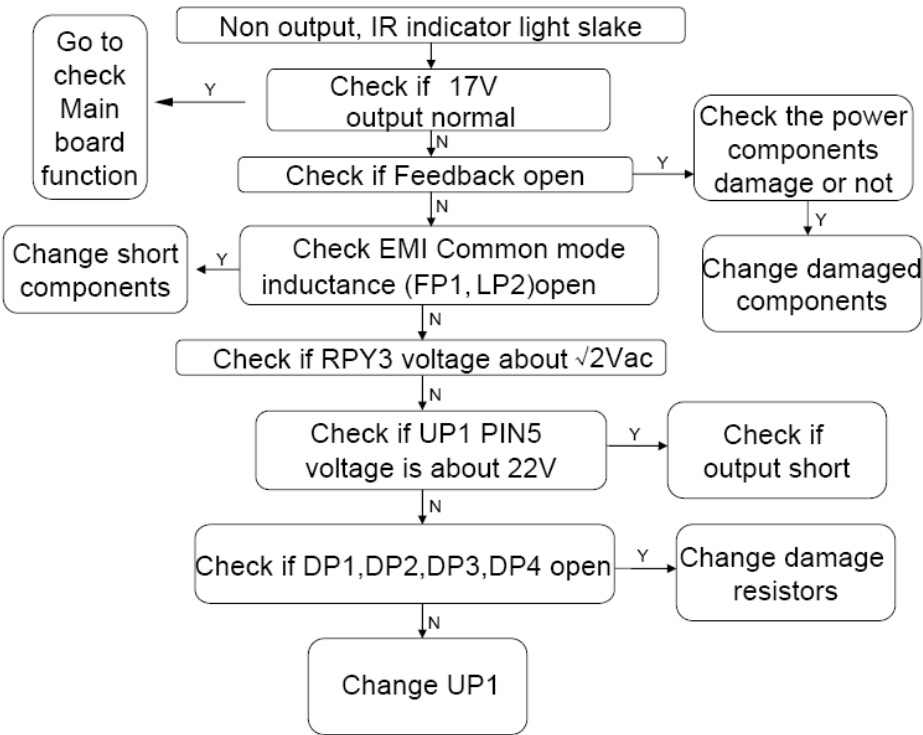 Non output, IR indicator light slake
Go to
check
Main
board
function
Y
Check if 17V
output normal
N
Check if Feedback open
Y
Check the power
components
damage or not
Y
Change damaged
components
N
Check EMI Common mode
inductance (FP1, LP2)open
Y
Change short
components
N
Check if RPY3 voltage about √2Vac
N
Check if UP1 PIN5
voltage is about 22V
Y
Check if
output short
N
Check if DP1,DP2,DP3,DP4 open
Y
Change damage
resistors
N
Change UP1